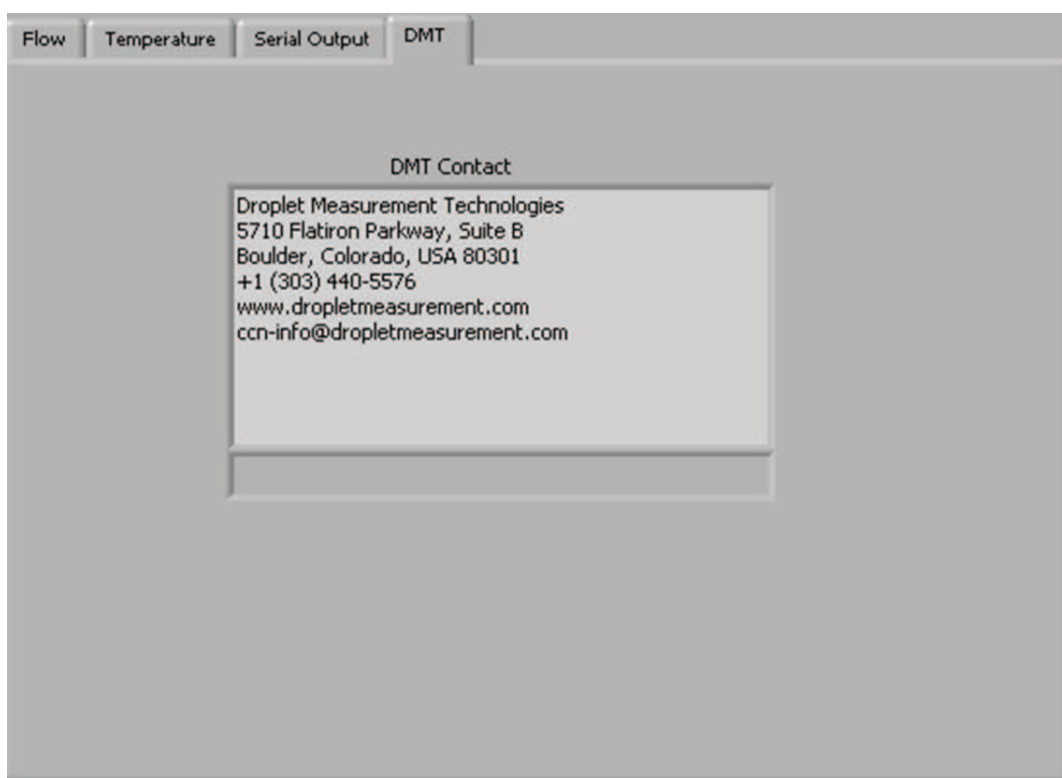 Flow Temperature Serial Output DMT
DMT Contact
Droplet Measurement Technologies
5710 Flatiron Parkway, Suite B
Boulder, Colorado, USA 80301
+1 (303) 440-5576
www.dropletmeasurement.com
ccn-info@dropletmeasurement.com